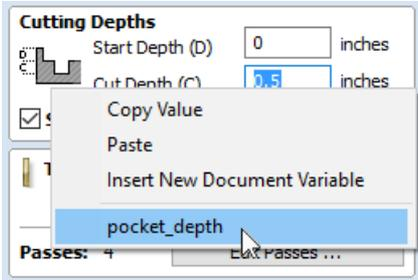 Cutting Depths
Start Depth (D) 0 inches
Cut Depth (C) 0.5 inches
Copy Value
Paste
Insert New Document Variable
pocket_depth
Passes: 4 Edit Passes ...